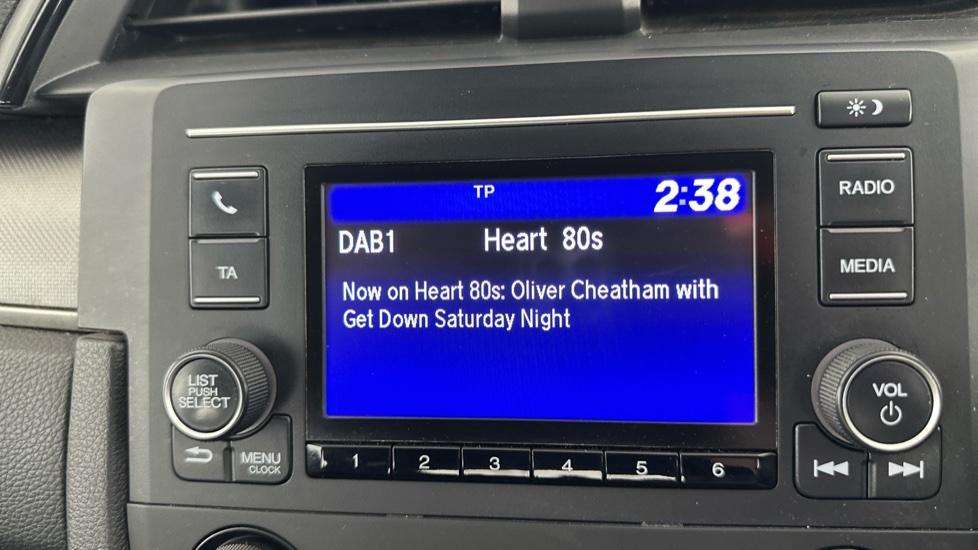 TP 2:38
DAB1 Heart 80s
Now on Heart 80s: Oliver Cheatham with
Get Down Saturday Night
RADIO
TA
MEDIA
LIST
PUSH
SELECT
VOL
MENU
CLOCK
1 2 3 4 5 6